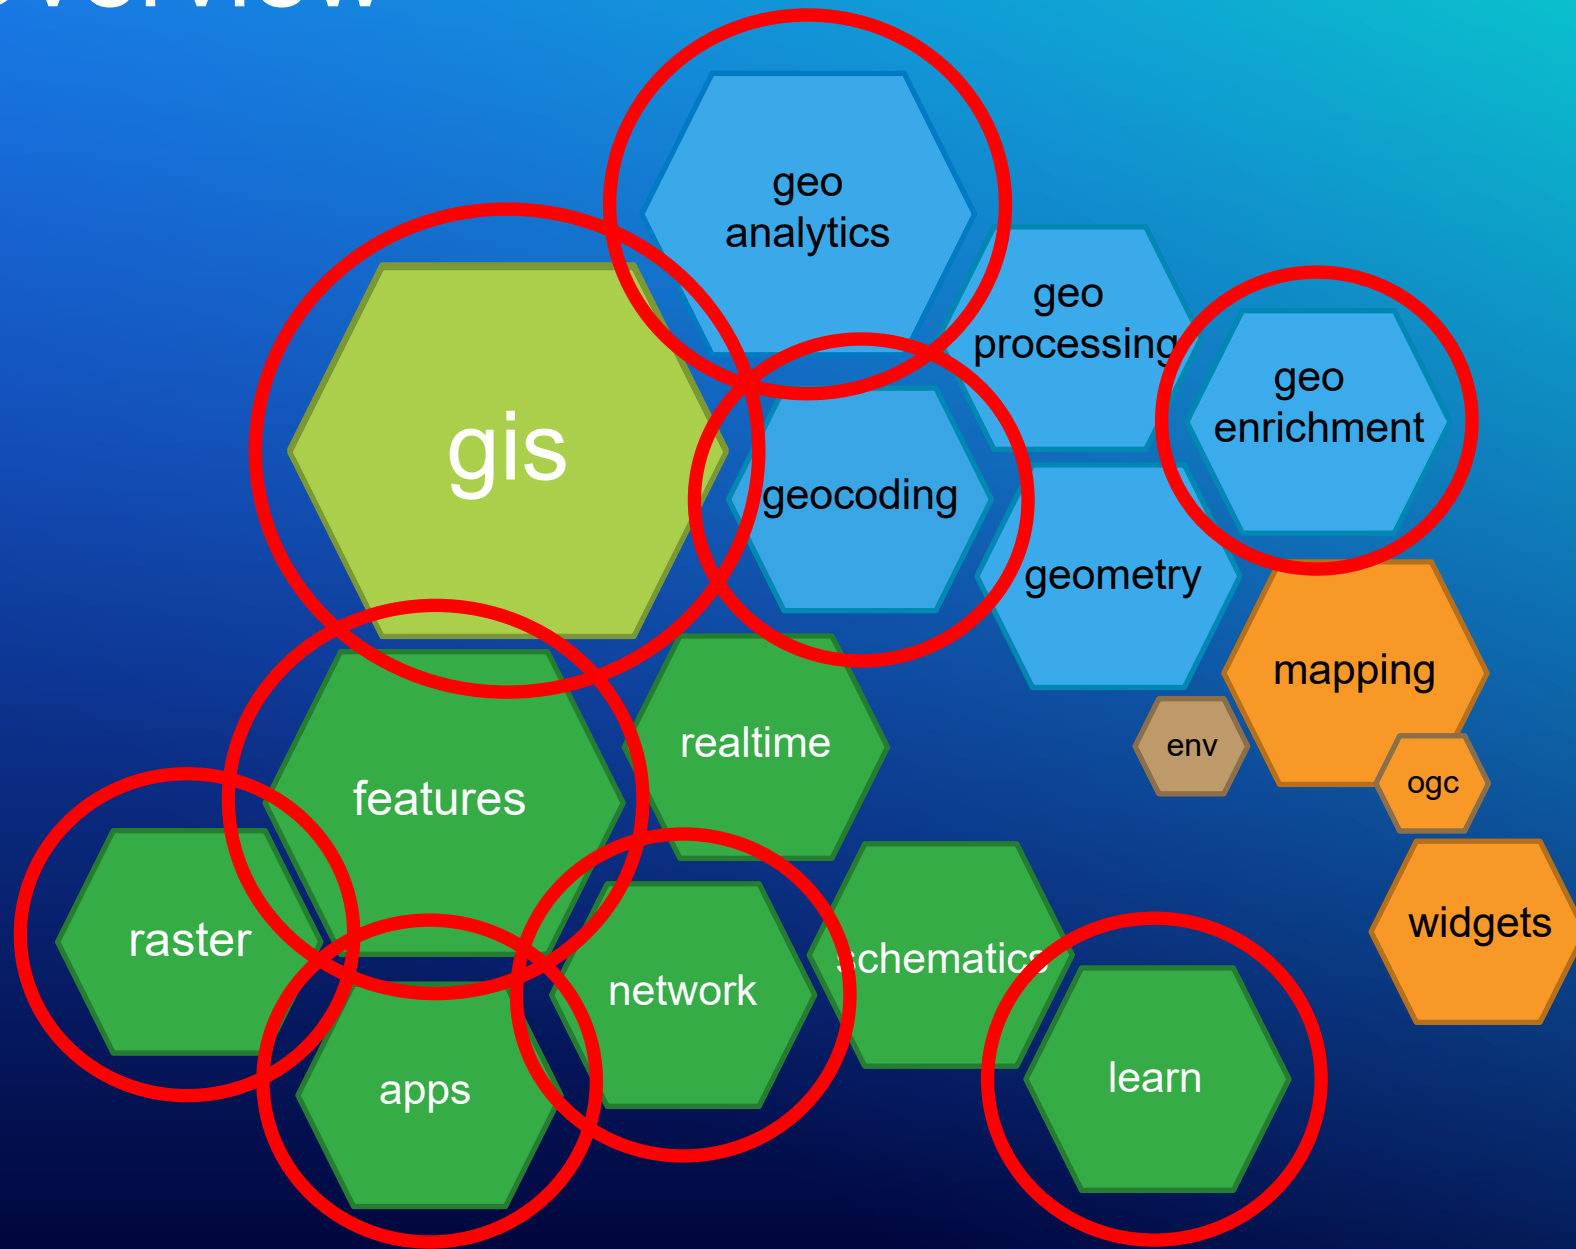 geo
analytics
geo
processing
geo
enrichment
gis
geocoding
geometry
mapping
realtime
env
ogc
features
widgets
raster
schematics
network
learn
apps